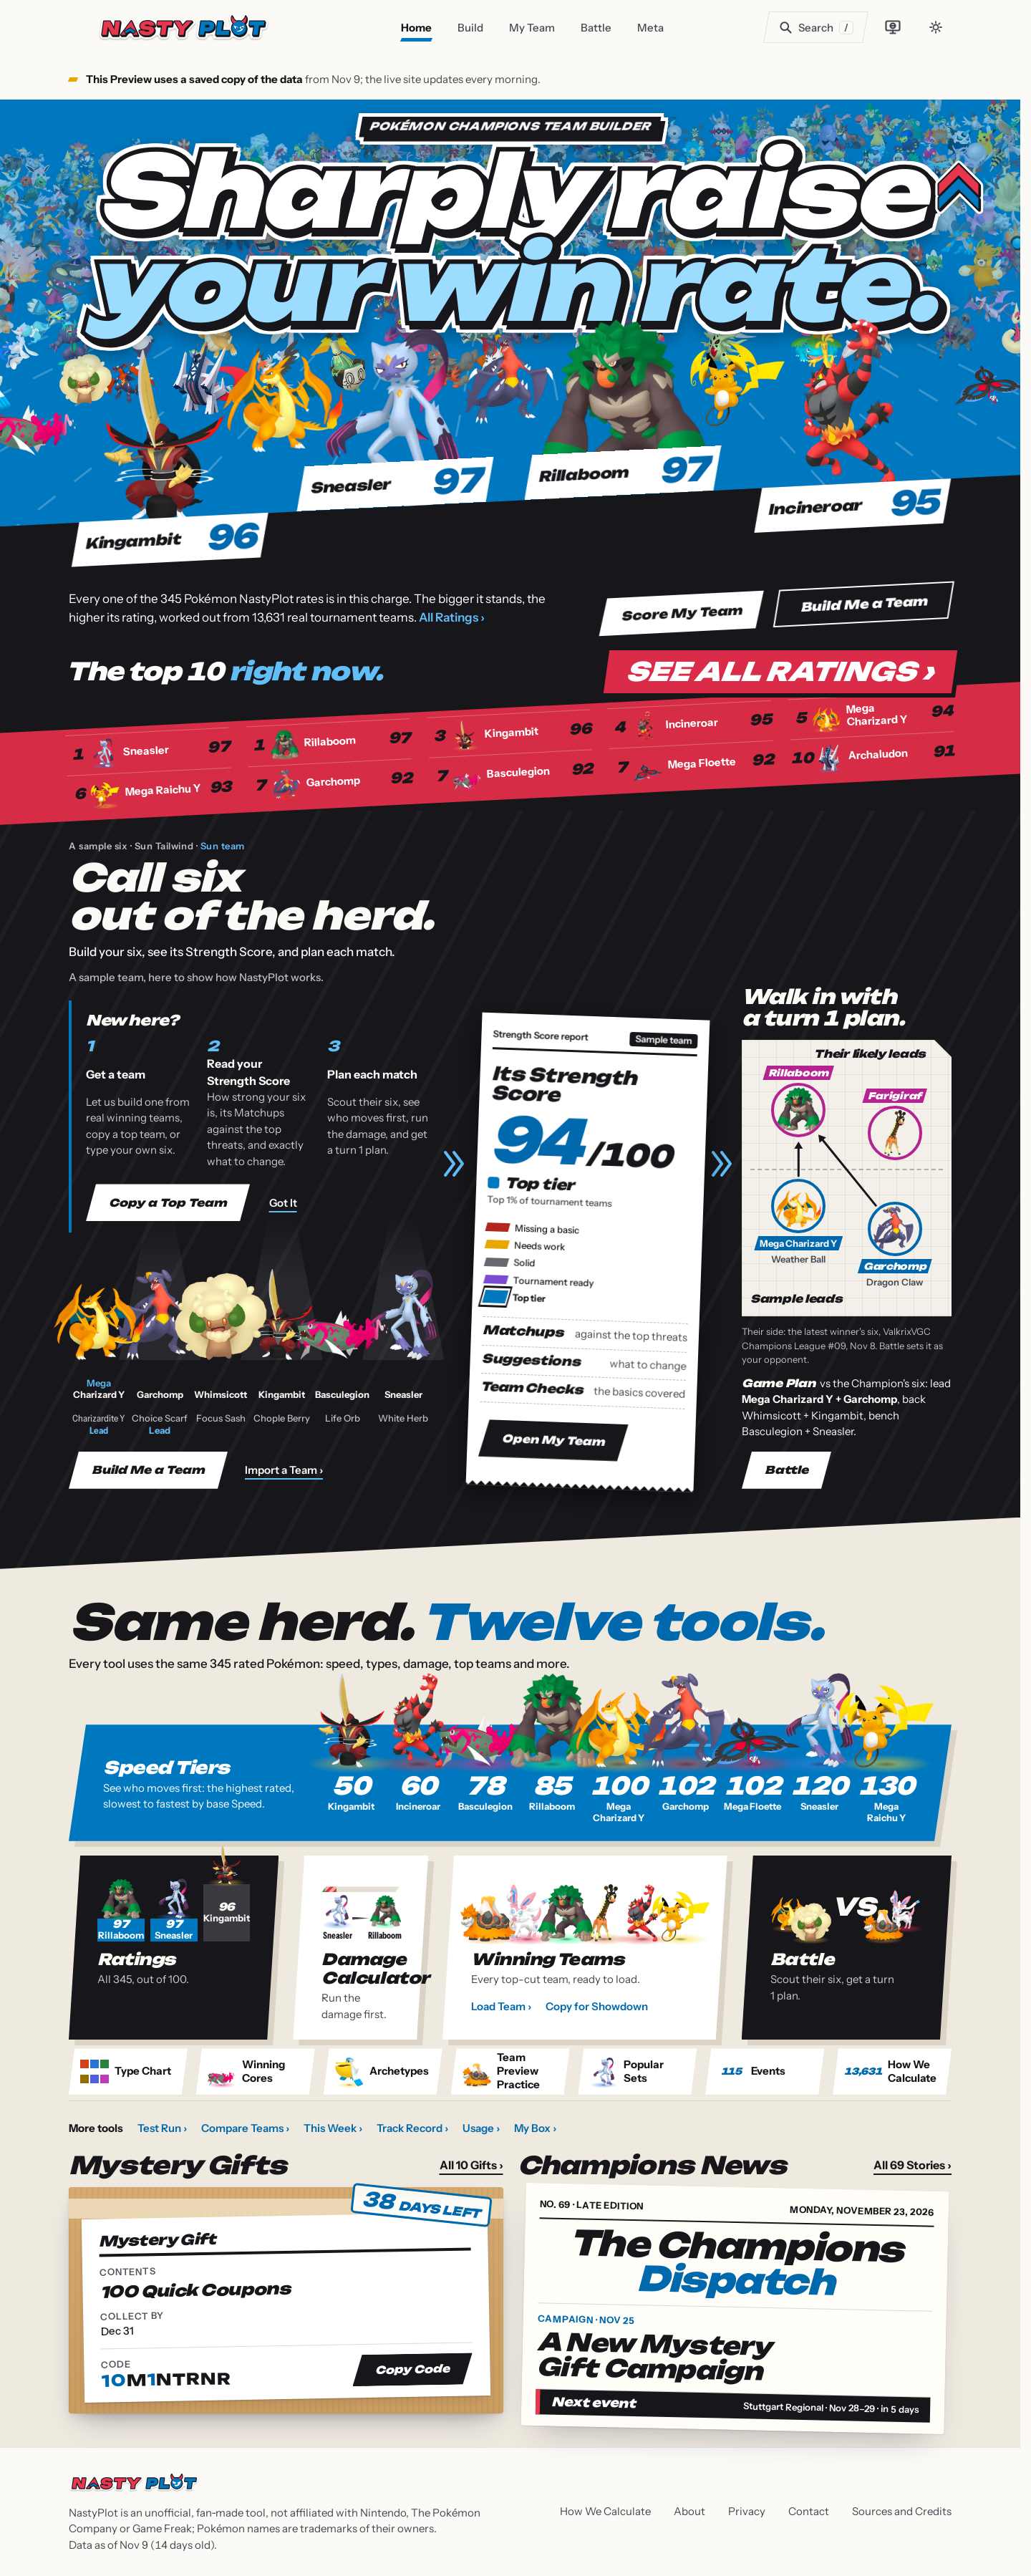 NASTY PLOT
Home
Build
My Team
Battle
Meta
Search /
This Preview uses a saved copy of the data from Nov 9; the live site updates every morning.
POKÉMON CHAMPIONS TEAM BUILDER
Sharply raise
your win rate.
Sneasler 97
Rillaboom 97
Incineroar 95
Kingambit 96
Every one of the 345 Pokémon NastyPlot rates is in this charge. The bigger it stands, the
higher its rating, worked out from 13,631 real tournament teams. All Ratings ›
Score My Team
Build Me a Team
The top 10 right now.
SEE ALL RATINGS ›
1 Sneasler 97
1 Rillaboom 97
3 Kingambit 96
4 Incineroar 95
5 Mega
Charizard Y 94
6 Mega Raichu Y 93
7 Garchomp 92
7 Basculegion 92
7 Mega Floette 92
10 Archaludon 91
A sample six · Sun Tailwind · Sun team
Call six
out of the herd.
Build your six, see its Strength Score, and plan each match.
A sample team, here to show how NastyPlot works.
New here?
1
Get a team
Let us build one from
real winning teams,
copy a top team, or
type your own six.
2
Read your
Strength Score
How strong your six
is, its Matchups
against the top
threats, and exactly
what to change.
3
Plan each match
Scout their six, see
who moves first, run
the damage, and get
a turn 1 plan.
Copy a Top Team
Got It
Mega
Charizard Y
Garchomp
Whimsicott
Kingambit
Basculegion
Sneasler
Charizardite Y
Choice Scarf
Focus Sash
Chople Berry
Life Orb
White Herb
Lead
Lead
Build Me a Team
Import a Team ›
Strength Score report
Sample team
Its Strength
Score
94/100
Top tier
Top 1% of tournament teams
Missing a basic
Needs work
Solid
Tournament ready
Top tier
Matchups against the top threats
Suggestions what to change
Team Checks the basics covered
Open My Team
Walk in with
a turn 1 plan.
Their likely leads
Rillaboom
Farigiraf
Mega Charizard Y
Weather Ball
Garchomp
Dragon Claw
Sample leads
Their side: the latest winner's six, ValkrixVGC
Champions League #09, Nov 8. Battle sets it as
your opponent.
Game Plan vs the Champion's six: lead
Mega Charizard Y + Garchomp, back
Whimsicott + Kingambit, bench
Basculegion + Sneasler.
Battle
Same herd. Twelve tools.
Every tool uses the same 345 rated Pokémon: speed, types, damage, top teams and more.
Speed Tiers
See who moves first: the highest rated,
slowest to fastest by base Speed.
50
Kingambit
60
Incineroar
78
Basculegion
85
Rillaboom
100
Mega
Charizard Y
102
Garchomp
102
Mega Floette
120
Sneasler
130
Mega
Raichu Y
97
Rillaboom
97
Sneasler
96
Kingambit
Ratings
All 345, out of 100.
Sneasler
Rillaboom
Damage
Calculator
Run the
damage first.
Winning Teams
Every top-cut team, ready to load.
Load Team ›
Copy for Showdown
VS
Battle
Scout their six, get a turn
1 plan.
Type Chart
Winning
Cores
Archetypes
Team
Preview
Practice
Popular
Sets
115 Events
13,631 How We
Calculate
More tools
Test Run ›
Compare Teams ›
This Week ›
Track Record ›
Usage ›
My Box ›
Mystery Gifts
All 10 Gifts ›
38 DAYS LEFT
Mystery Gift
CONTENTS
100 Quick Coupons
COLLECT BY
Dec 31
CODE
10M1NTRNR
Copy Code
Champions News
All 69 Stories ›
NO. 69 · LATE EDITION
MONDAY, NOVEMBER 23, 2026
The Champions
Dispatch
CAMPAIGN · NOV 25
A New Mystery
Gift Campaign
Next event
Stuttgart Regional · Nov 28–29 · in 5 days
NASTY PLOT
NastyPlot is an unofficial, fan-made tool, not affiliated with Nintendo, The Pokémon
Company or Game Freak; Pokémon names are trademarks of their owners.
Data as of Nov 9 (14 days old).
How We Calculate
About
Privacy
Contact
Sources and Credits